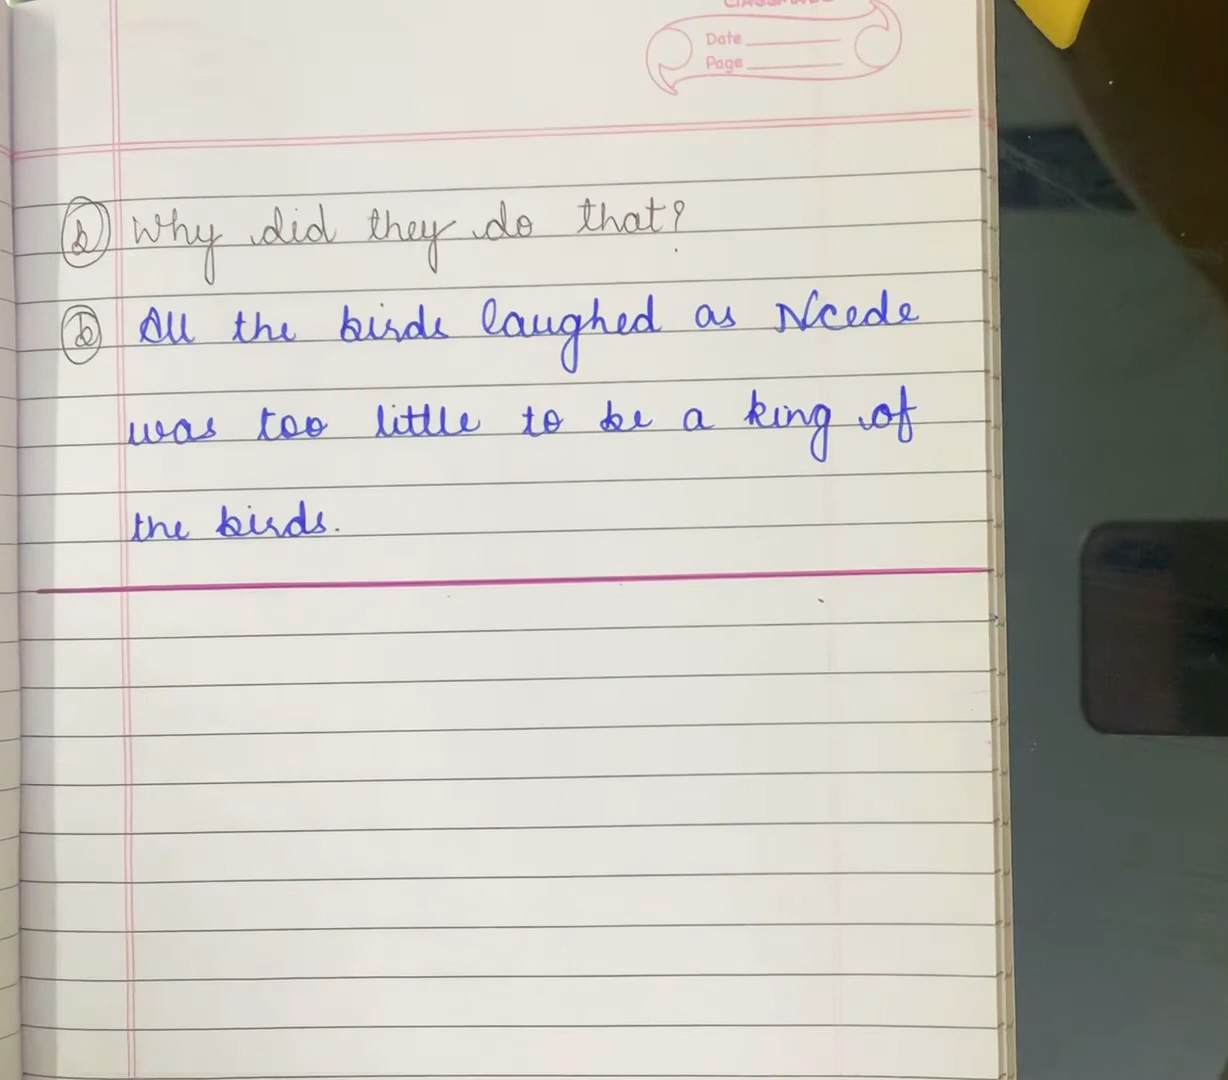 Date
Page
ⓑ Why did they do that?
ⓑ All the birds laughed as Ncede
was too little to be a king of
the birds.